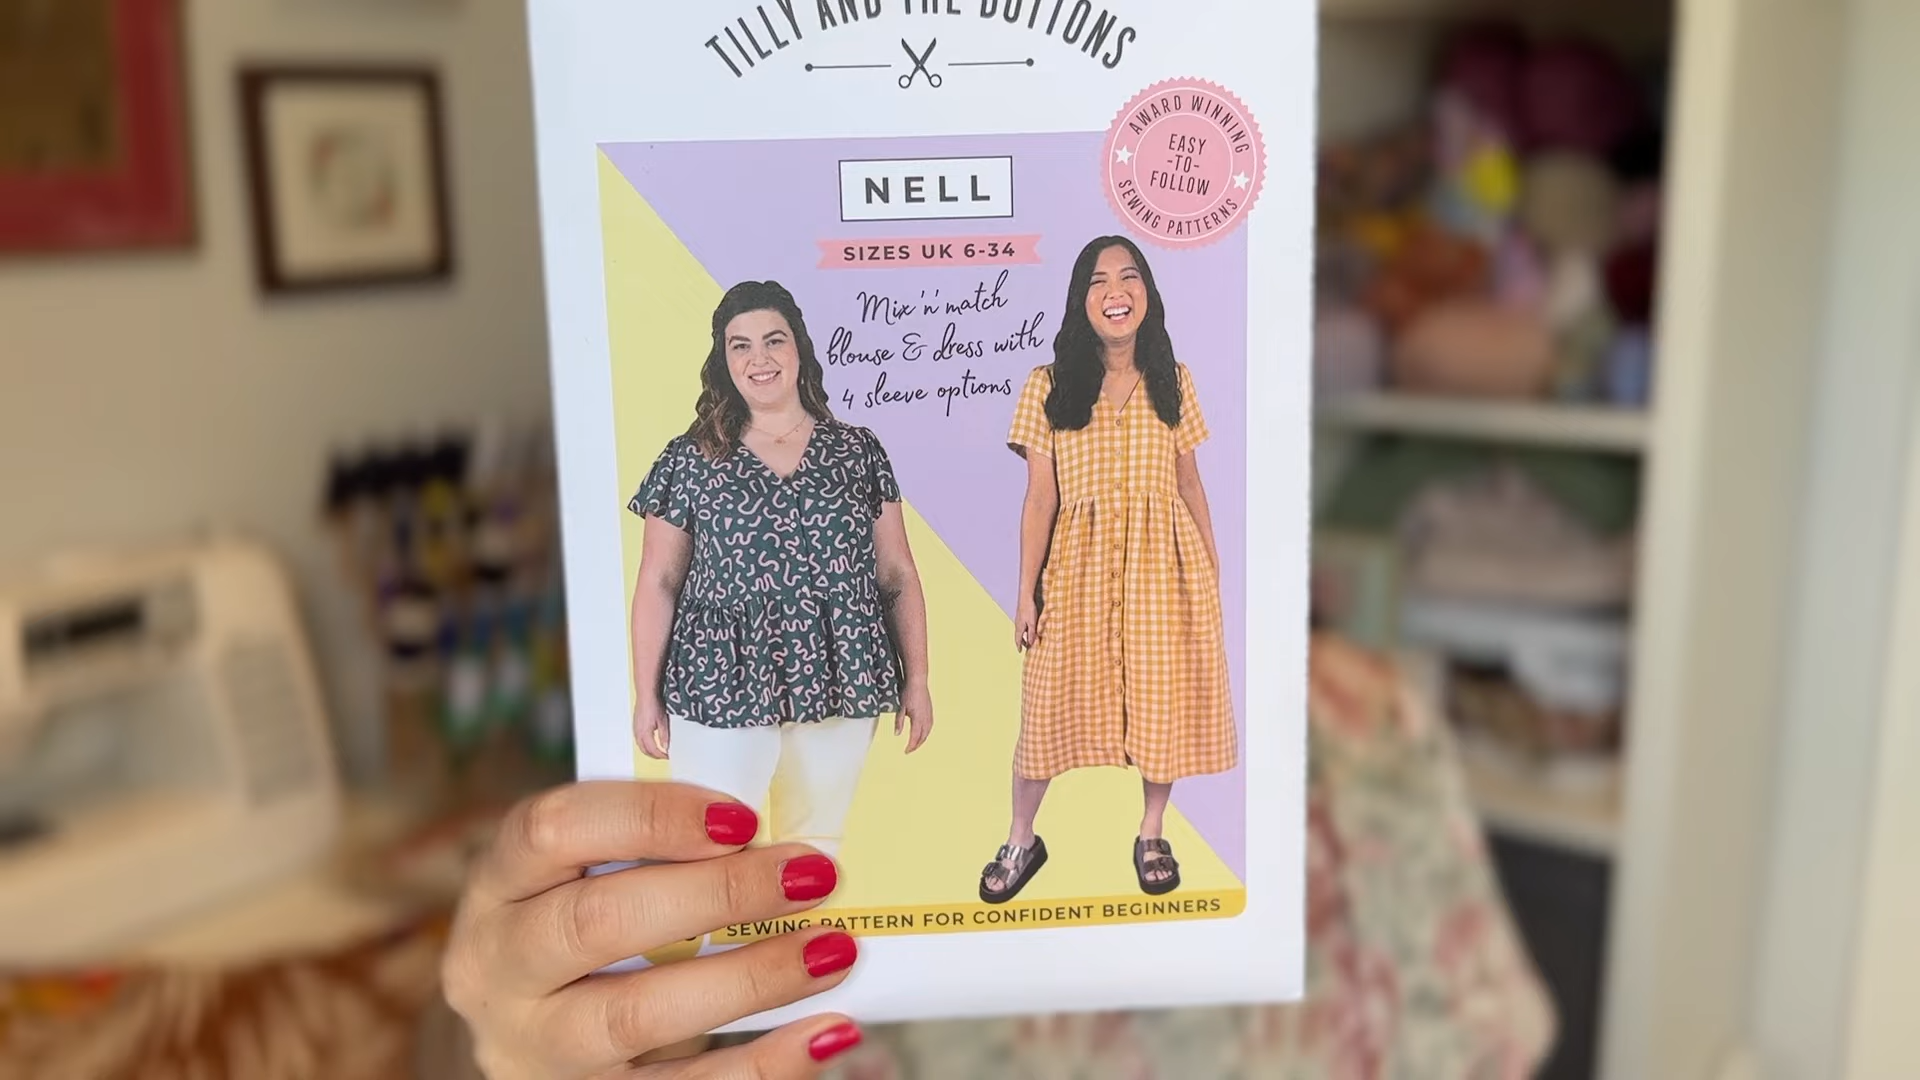 TILLY AND THE BUTTONS
AWARD WINNING
EASY
-TO-
FOLLOW
SEWING PATTERNS
NELL
SIZES UK 6-34
Mix 'n' match
blouse & dress with
4 sleeve options
SEWING PATTERN FOR CONFIDENT BEGINNERS